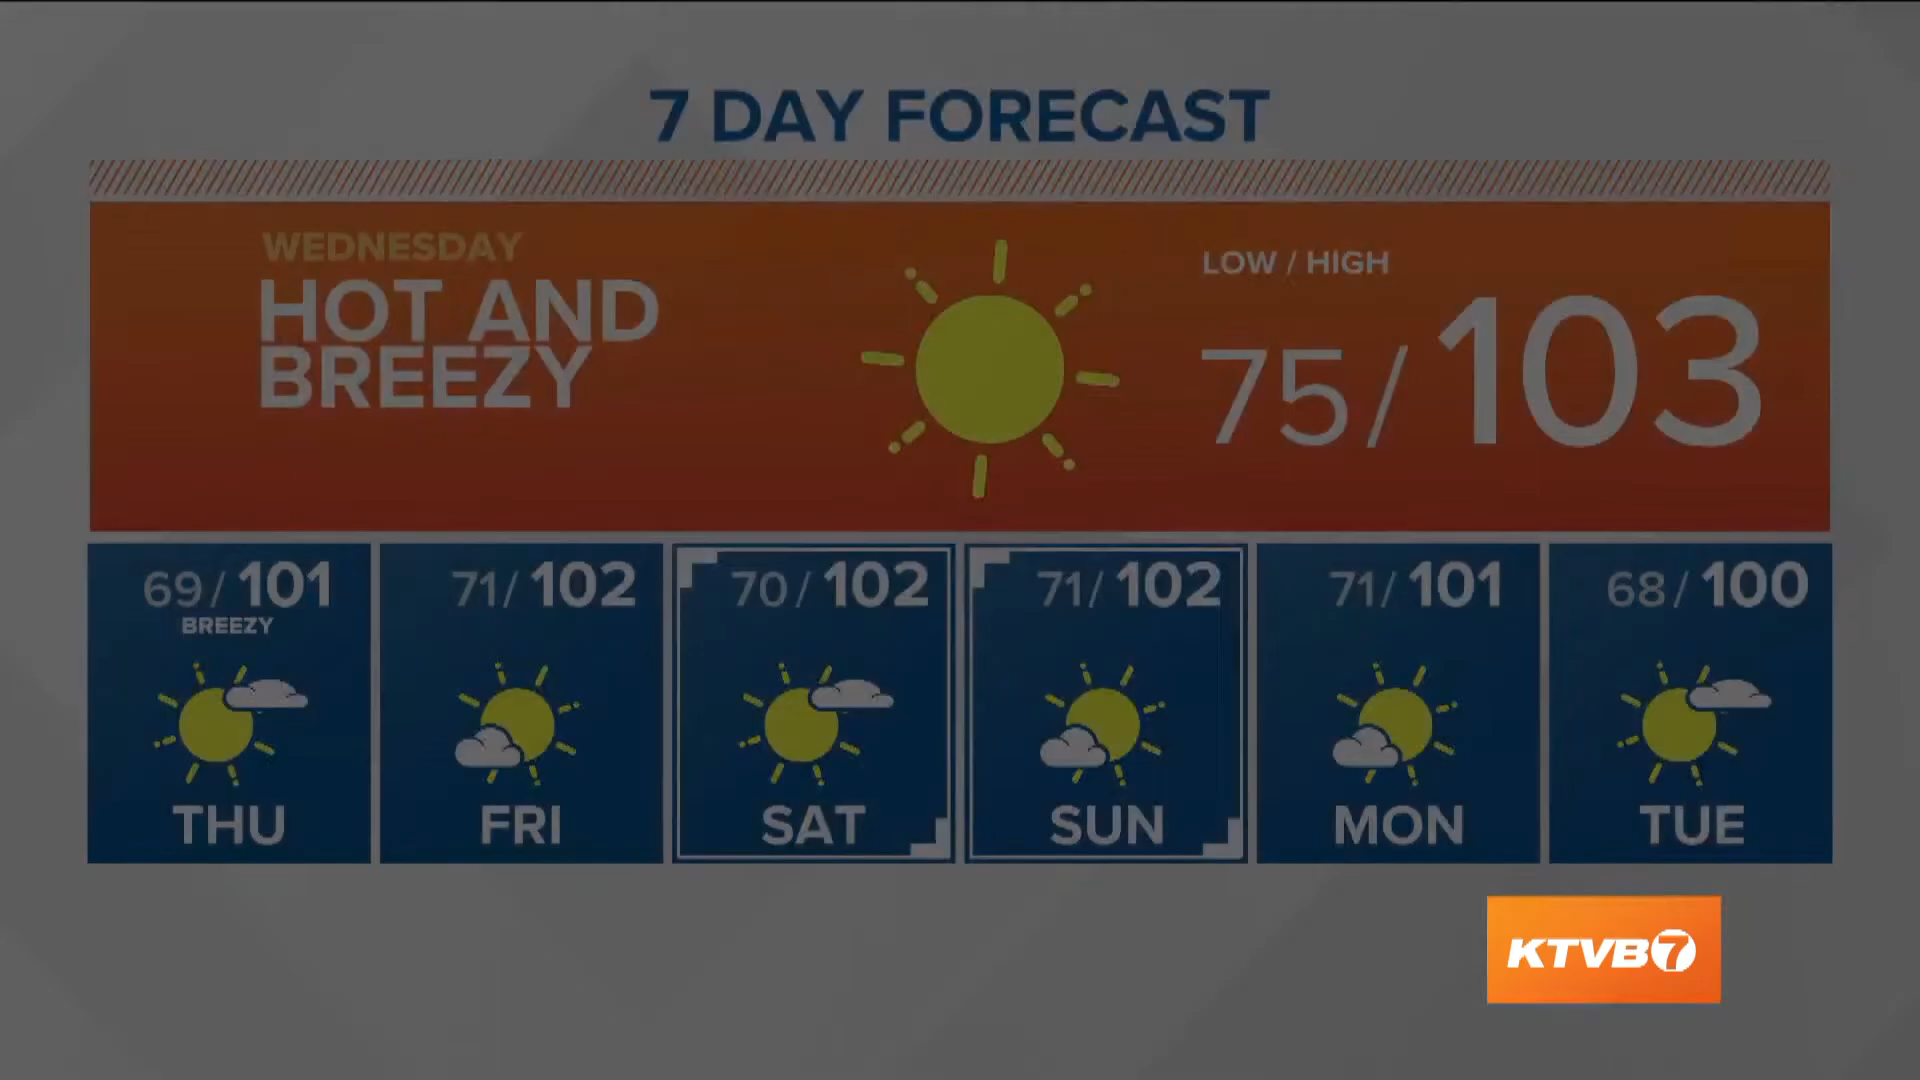 7 DAY FORECAST
WEDNESDAY
HOT AND
BREEZY
LOW / HIGH
75/103
69/101
BREEZY
THU
71/102
FRI
70/102
SAT
71/102
SUN
71/101
MON
68/100
TUE
KTVB7